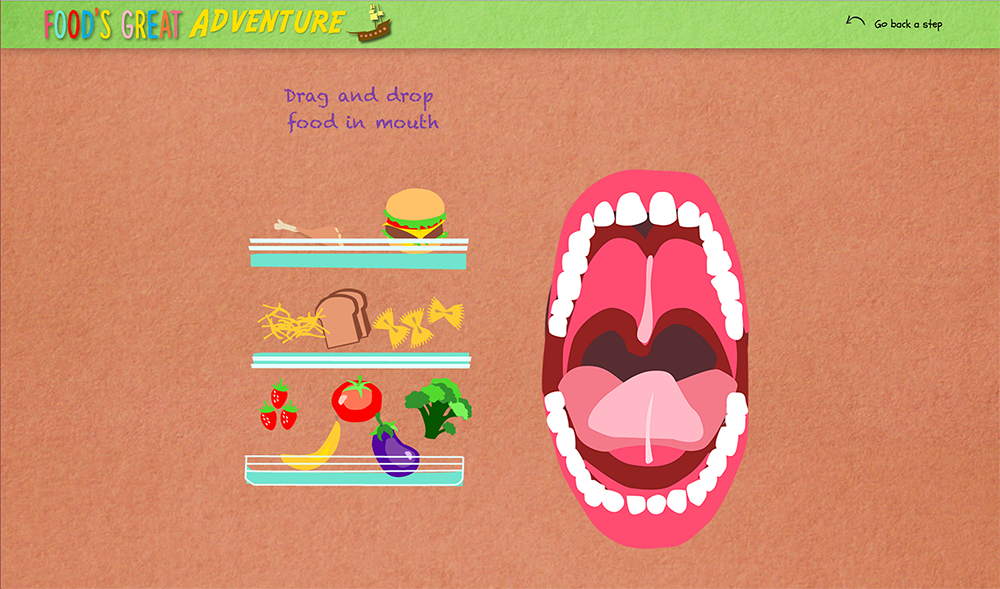 FOOD'S GREAT ADVENTURE
Go back a step
Drag and drop
food in mouth